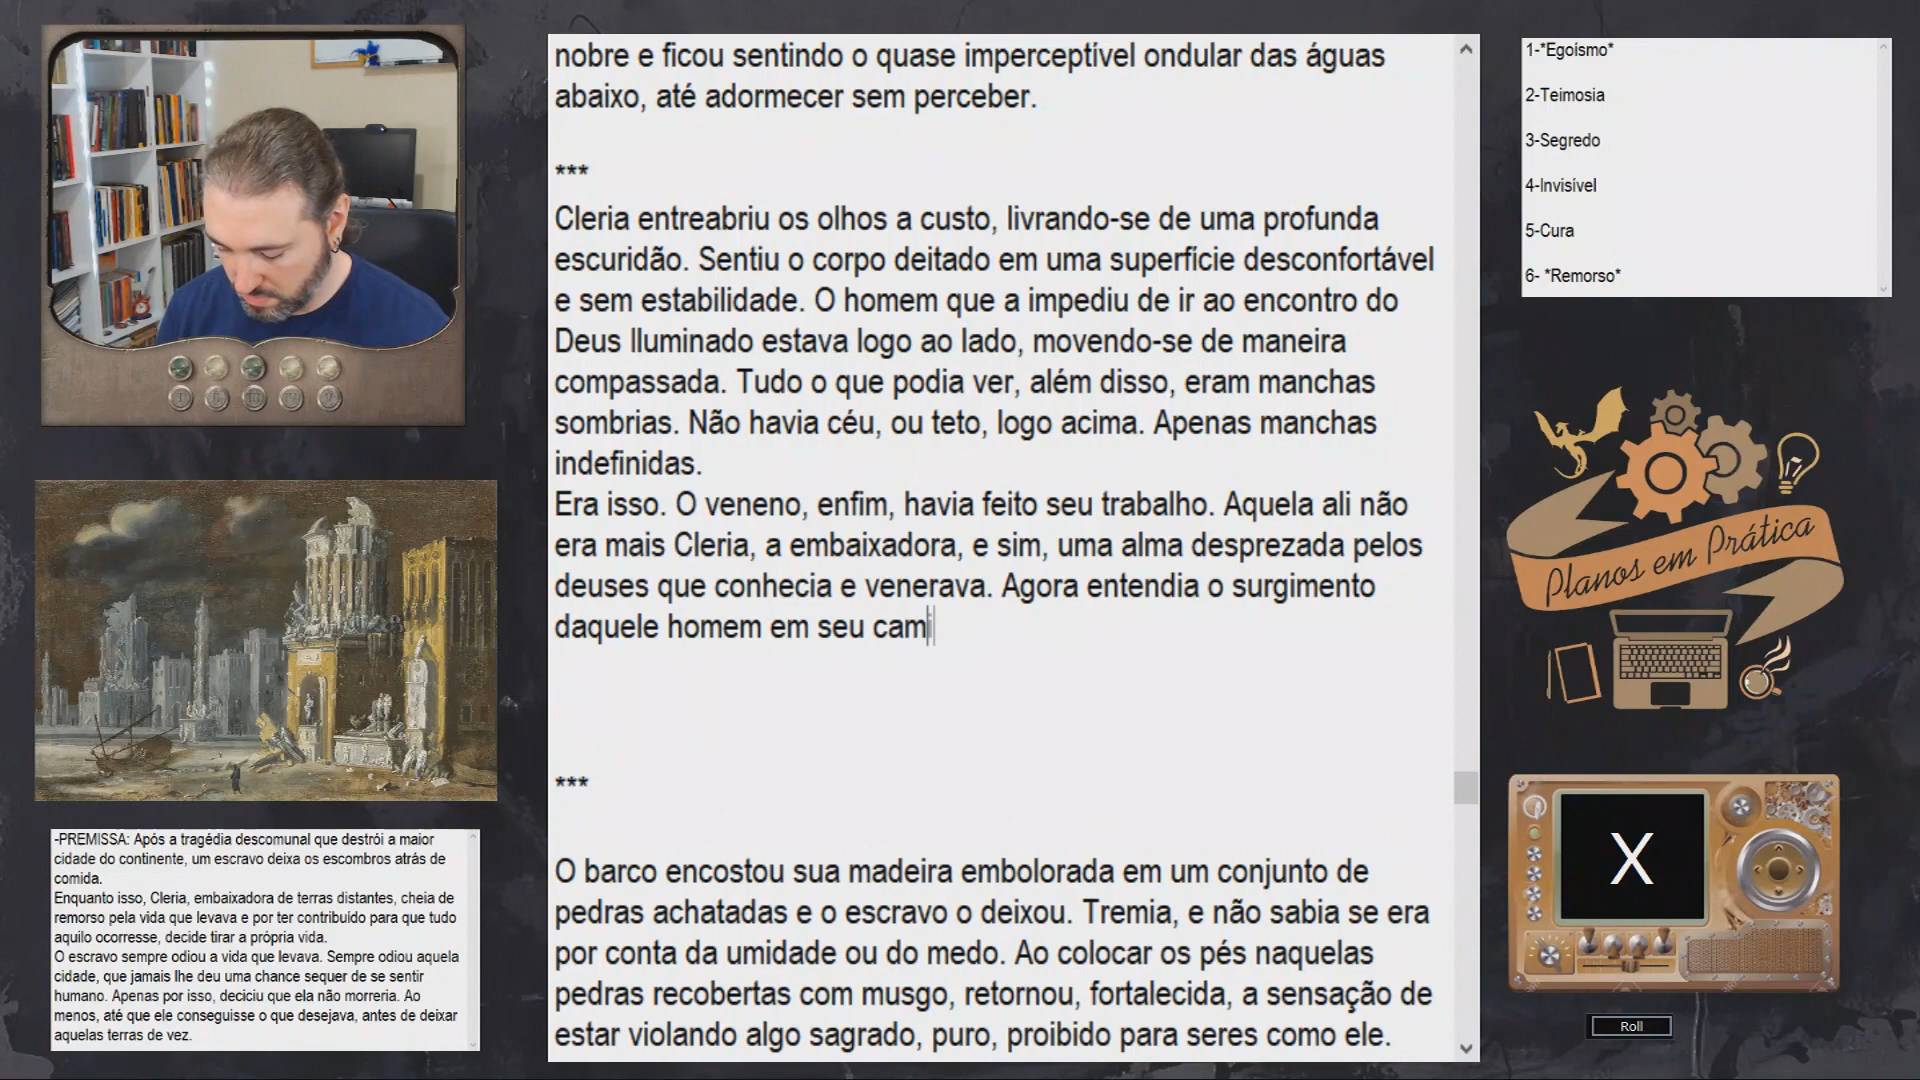 nobre e ficou sentindo o quase imperceptível ondular das águas
abaixo, até adormecer sem perceber.
***
Cleria entreabriu os olhos a custo, livrando-se de uma profunda
escuridão. Sentiu o corpo deitado em uma superfície desconfortável
e sem estabilidade. O homem que a impediu de ir ao encontro do
Deus Iluminado estava logo ao lado, movendo-se de maneira
compassada. Tudo o que podia ver, além disso, eram manchas
sombrias. Não havia céu, ou teto, logo acima. Apenas manchas
indefinidas.
Era isso. O veneno, enfim, havia feito seu trabalho. Aquela ali não
era mais Cleria, a embaixadora, e sim, uma alma desprezada pelos
deuses que conhecia e venerava. Agora entendia o surgimento
daquele homem em seu cami
***
O barco encostou sua madeira embolorada em um conjunto de
pedras achatadas e o escravo o deixou. Tremia, e não sabia se era
por conta da umidade ou do medo. Ao colocar os pés naquelas
pedras recobertas com musgo, retornou, fortalecida, a sensação de
estar violando algo sagrado, puro, proibido para seres como ele.
-PREMISSA: Após a tragédia descomunal que destrói a maior
cidade do continente, um escravo deixa os escombros atrás de
comida.
Enquanto isso, Cleria, embaixadora de terras distantes, cheia de
remorso pela vida que levava e por ter contribuído para que tudo
aquilo ocorresse, decide tirar a própria vida.
O escravo sempre odiou a vida que levava. Sempre odiou aquela
cidade, que jamais lhe deu uma chance sequer de se sentir
humano. Apenas por isso, deciciu que ela não morreria. Ao
menos, até que ele conseguisse o que desejava, antes de deixar
aquelas terras de vez.
1-*Egoismo*
2-Teimosia
3-Segredo
4-Invisível
5-Cura
6- *Remorso*
Planos em Prática
X
Roll